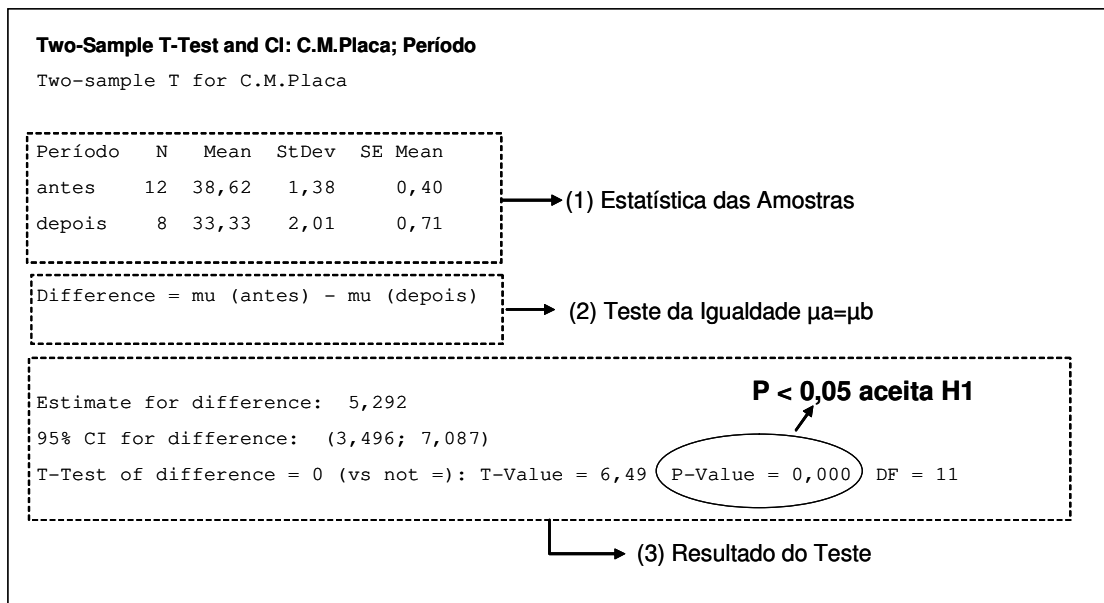 Two-Sample T-Test and CI: C.M.Placa; Período
Two-sample T for C.M.Placa
Período N Mean StDev SE Mean
antes 12 38,62 1,38 0,40
depois 8 33,33 2,01 0,71
(1) Estatística das Amostras
Difference = mu (antes) - mu (depois)
(2) Teste da Igualdade µa=µb
P < 0,05 aceita H1
Estimate for difference: 5,292
95% CI for difference: (3,496; 7,087)
T-Test of difference = 0 (vs not =): T-Value = 6,49 P-Value = 0,000 DF = 11
(3) Resultado do Teste